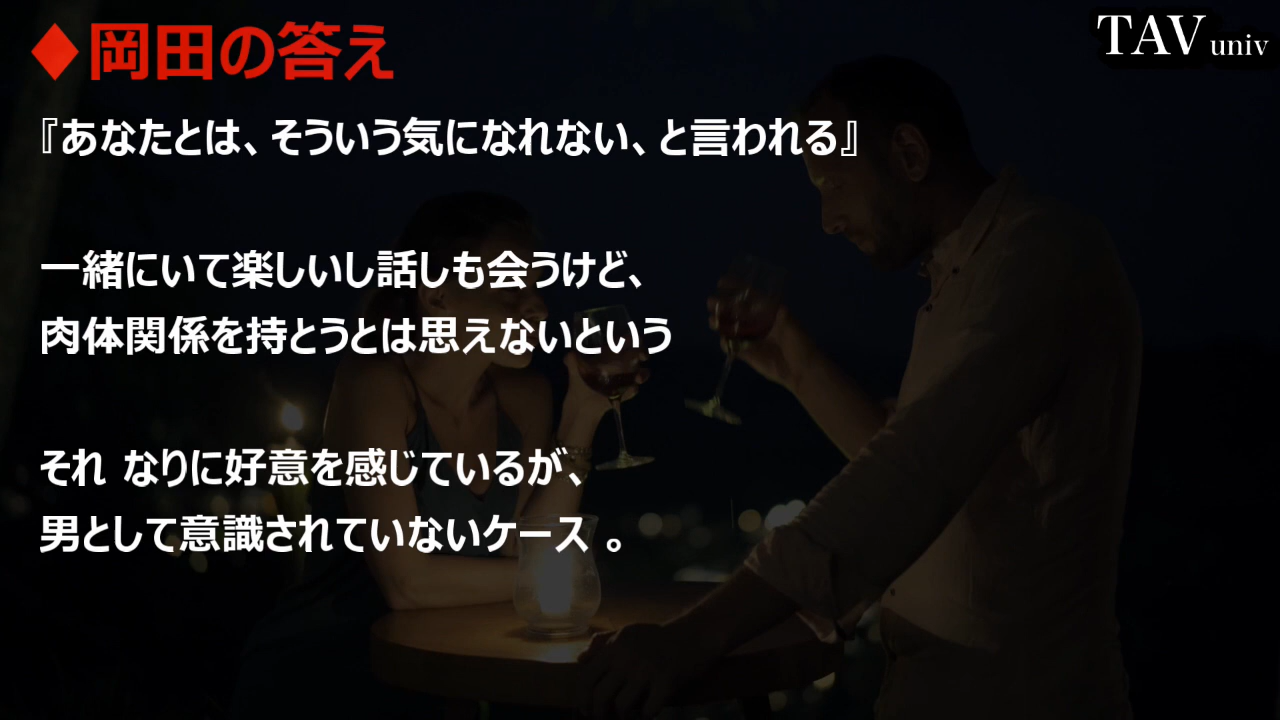 ♦岡田の答え
TAV univ
『あなたとは、そういう気になれない、と言われる』
一緒にいて楽しいし話しも会うけど、
肉体関係を持とうとは思えないという
それ なりに好意を感じているが、
男として意識されていないケース 。